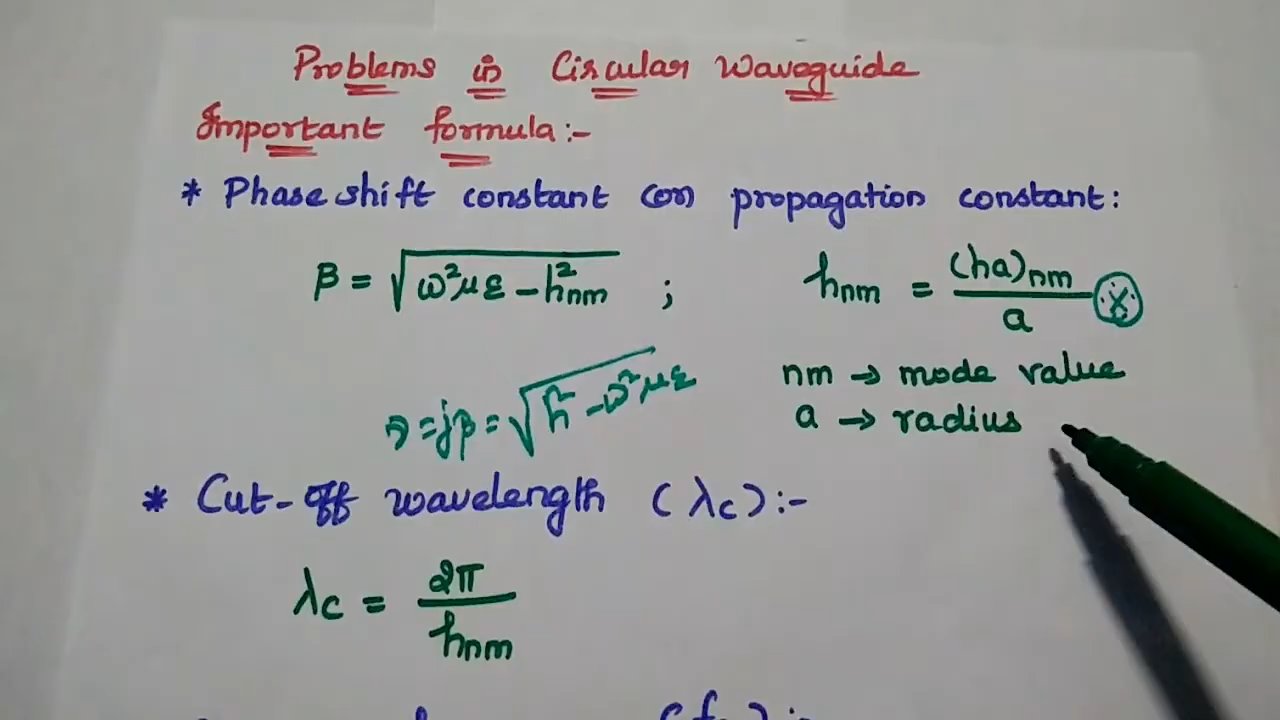 Problems in Circular Waveguide
Important formula:-
* Phase shift constant (or) propagation constant:
β = √(ω²με - h²nm) ; hnm = (ha)nm / a
nm → mode value
γ = jβ = √(h² - ω²με)
a → radius
* Cut-off wavelength (λc):-
λc = 2π / hnm